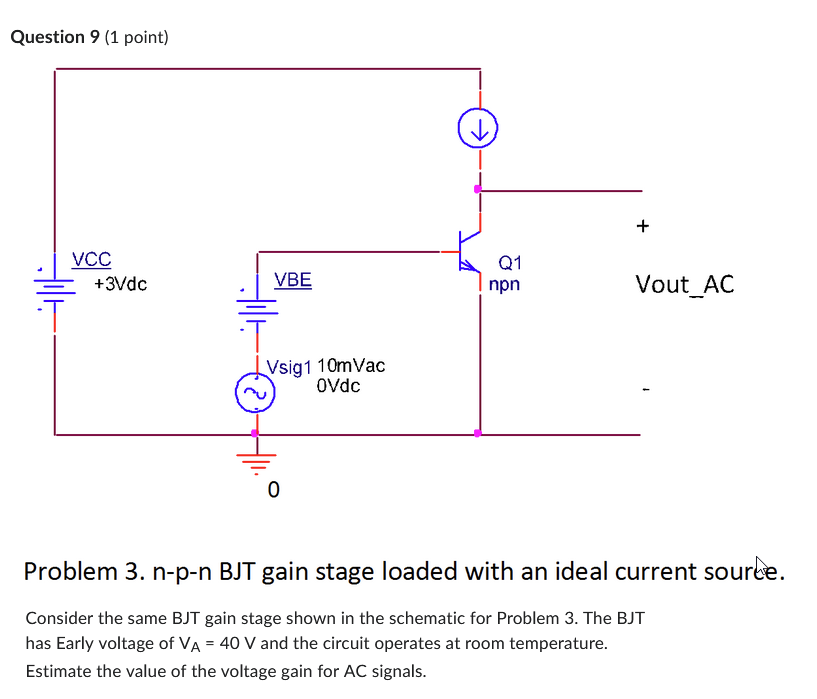 Question 9 (1 point)
VCC
+3Vdc
VBE
Q1
npn
+
Vout_AC
-
Vsig1 10mVac
0Vdc
0
Problem 3. n-p-n BJT gain stage loaded with an ideal current source.
Consider the same BJT gain stage shown in the schematic for Problem 3. The BJT
has Early voltage of VA = 40 V and the circuit operates at room temperature.
Estimate the value of the voltage gain for AC signals.